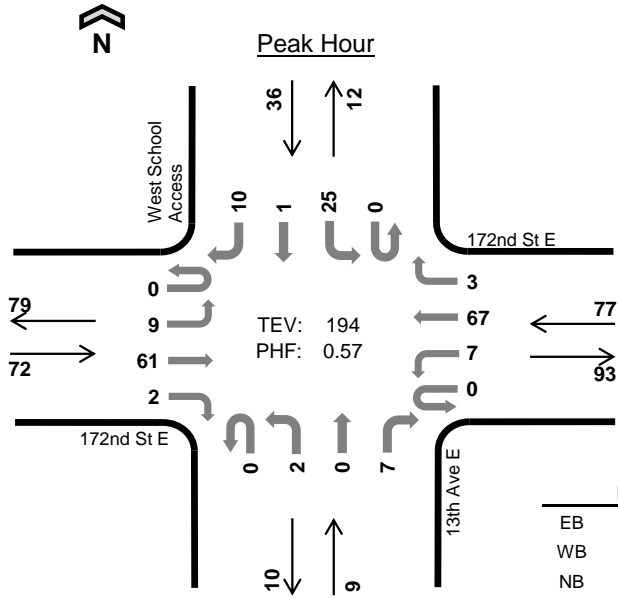 N
Peak Hour
36
12
West School
Access
10
1
25
0
172nd St E
0
9
61
2
3
67
7
0
TEV: 194
PHF: 0.57
79
72
77
93
172nd St E
0
2
0
7
13th Ave E
10
9
EB
WB
NB